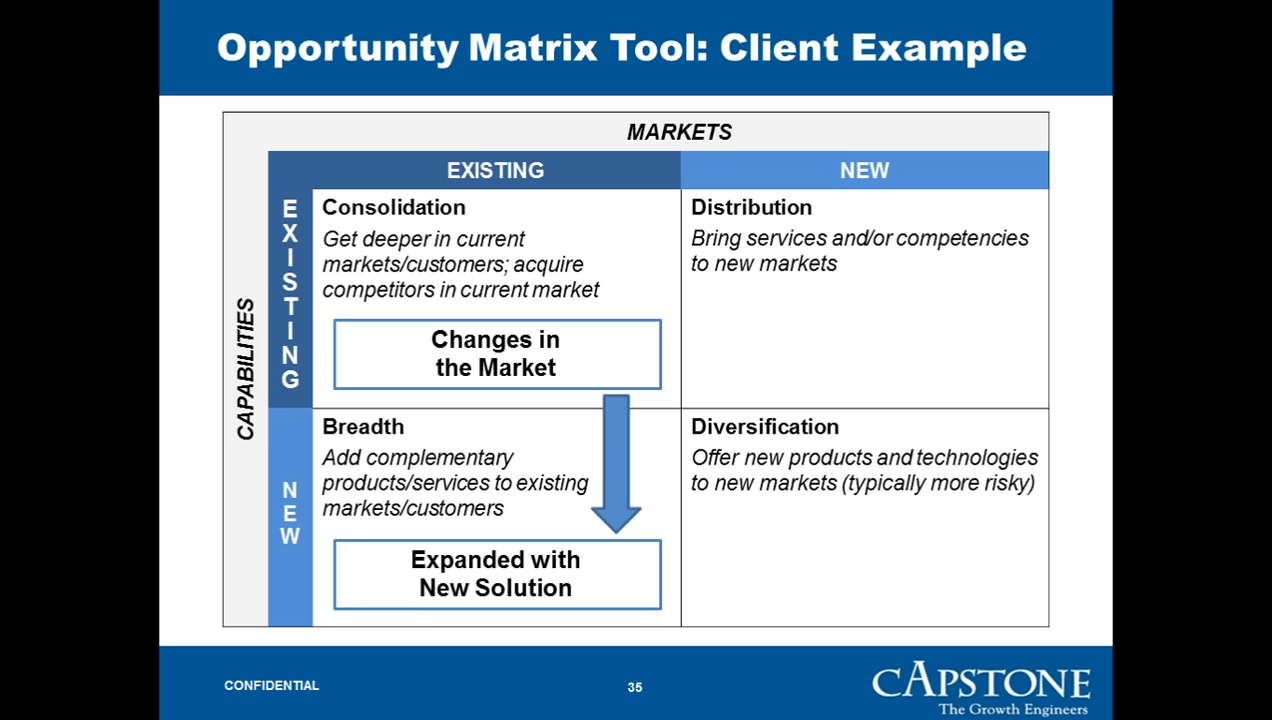 Opportunity Matrix Tool: Client Example
MARKETS
EXISTING
NEW
CAPABILITIES
EXISTING
Consolidation
Get deeper in current
markets/customers; acquire
competitors in current market
Changes in
the Market
Distribution
Bring services and/or competencies
to new markets
NEW
Breadth
Add complementary
products/services to existing
markets/customers
Expanded with
New Solution
Diversification
Offer new products and technologies
to new markets (typically more risky)
CONFIDENTIAL
35
CAPSTONE
The Growth Engineers